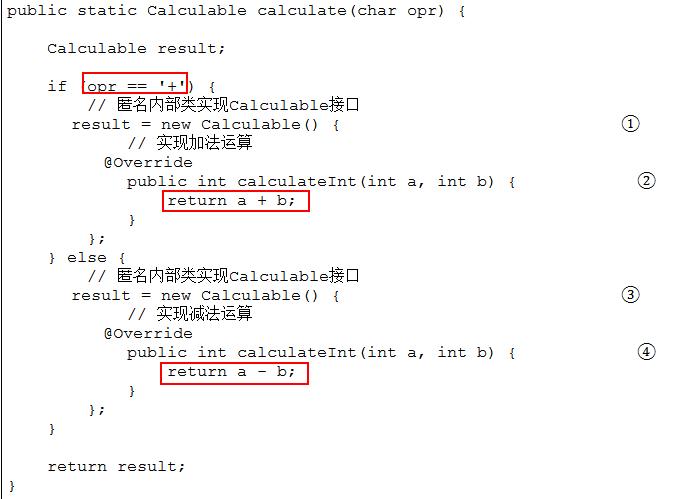 public static Calculable calculate(char opr) {
Calculable result;
if (opr == '+') {
// 匿名内部类实现Calculable接口
result = new Calculable() { ①
// 实现加法运算
@Override
public int calculateInt(int a, int b) { ②
return a + b;
}
};
} else {
// 匿名内部类实现Calculable接口
result = new Calculable() { ③
// 实现减法运算
@Override
public int calculateInt(int a, int b) { ④
return a - b;
}
};
}
return result;
}